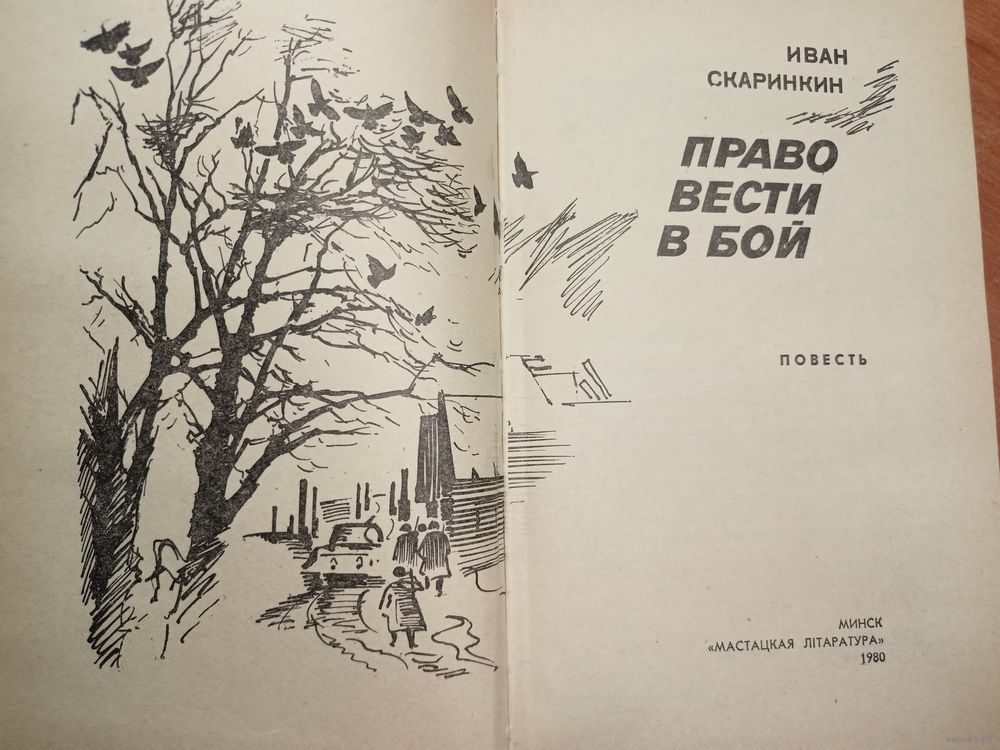 ИВАН
СКАРИНКИН
ПРАВО
ВЕСТИ
В БОЙ
ПОВЕСТЬ
МИНСК
«МАСТАЦКАЯ ЛІТАРАТУРА»
1980